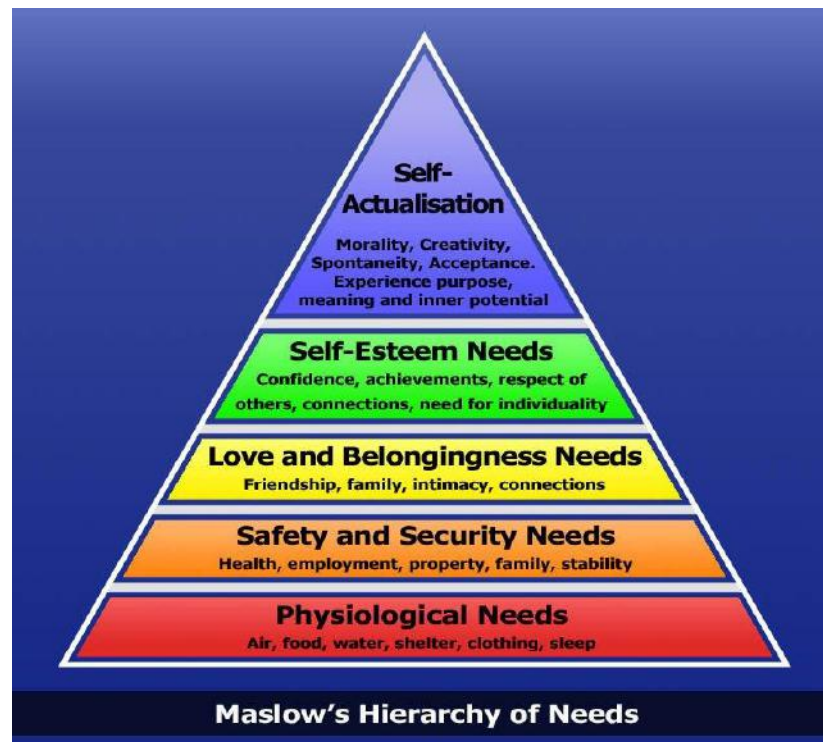 Self-
Actualisation
Morality, Creativity,
Spontaneity, Acceptance.
Experience purpose,
meaning and inner potential
Self-Esteem Needs
Confidence, achievements, respect of
others, connections, need for individuality
Love and Belongingness Needs
Friendship, family, intimacy, connections
Safety and Security Needs
Health, employment, property, family, stability
Physiological Needs
Air, food, water, shelter, clothing, sleep
Maslow's Hierarchy of Needs